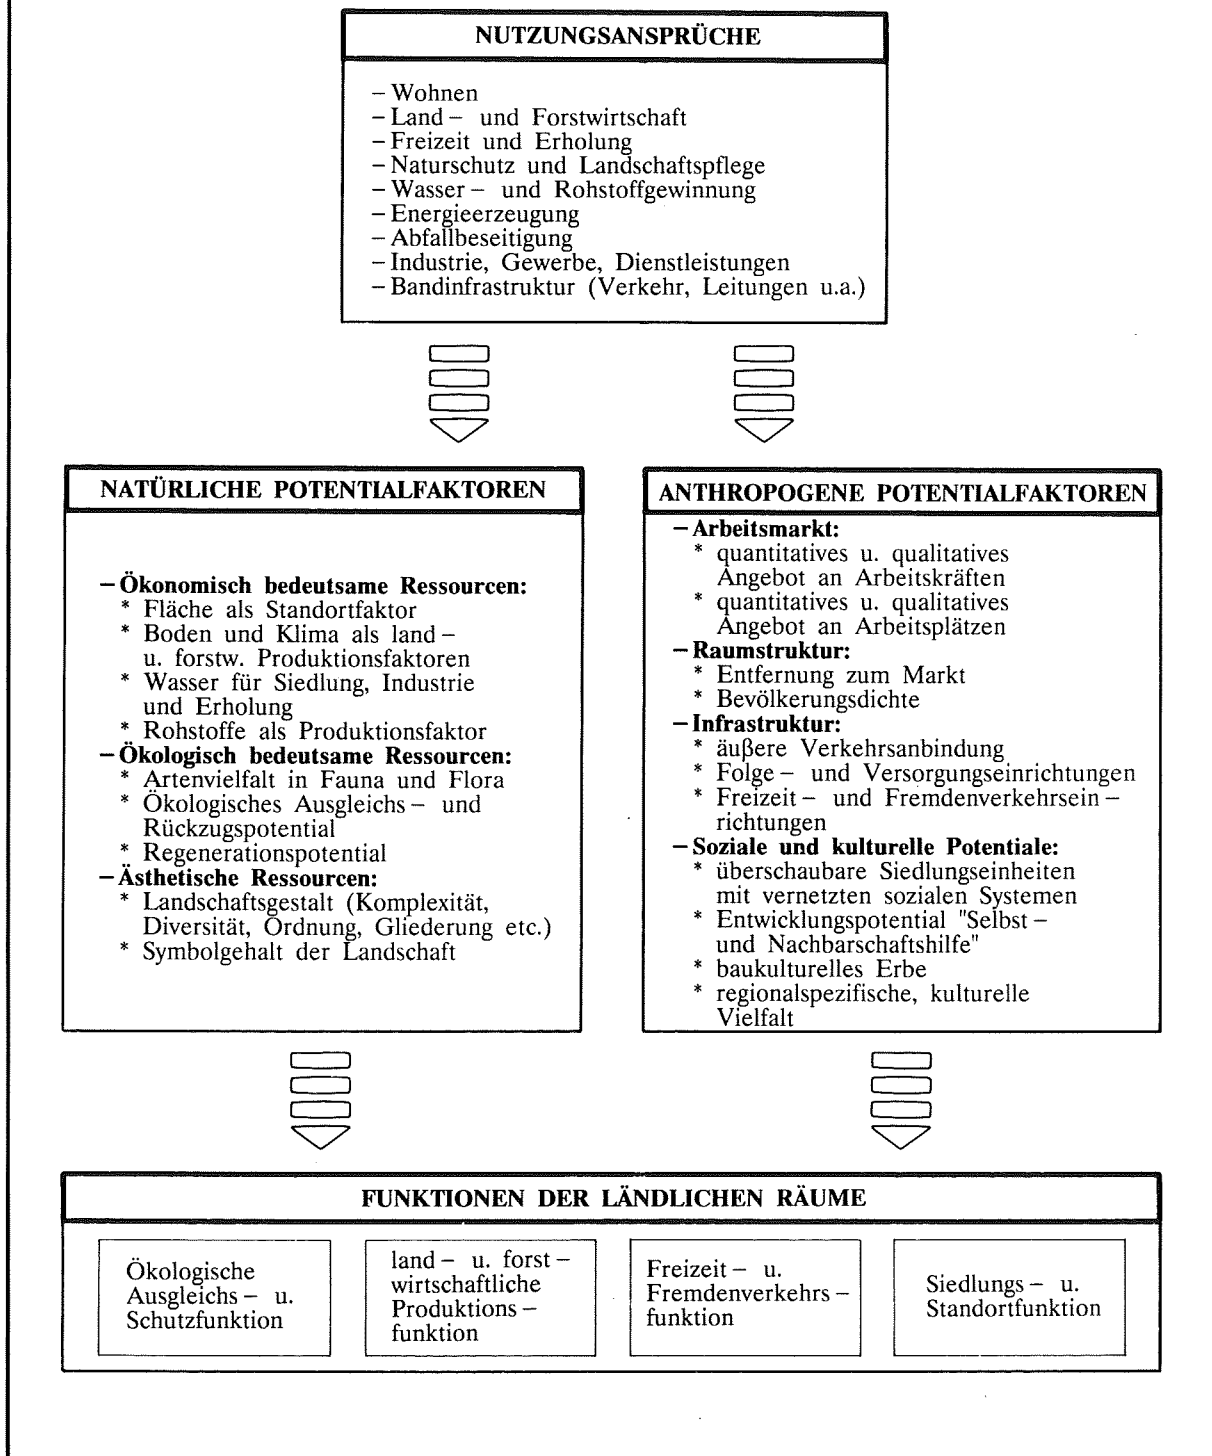 NUTZUNGSANSPRÜCHE
– Wohnen
– Land – und Forstwirtschaft
– Freizeit und Erholung
– Naturschutz und Landschaftspflege
– Wasser – und Rohstoffgewinnung
– Energieerzeugung
– Abfallbeseitigung
– Industrie, Gewerbe, Dienstleistungen
– Bandinfrastruktur (Verkehr, Leitungen u.a.)
NATÜRLICHE POTENTIALFAKTOREN
– Ökonomisch bedeutsame Ressourcen:
* Fläche als Standortfaktor
* Boden und Klima als land –
u. forstw. Produktionsfaktoren
* Wasser für Siedlung, Industrie
und Erholung
* Rohstoffe als Produktionsfaktor
– Ökologisch bedeutsame Ressourcen:
* Artenvielfalt in Fauna und Flora
* Ökologisches Ausgleichs – und
Rückzugspotential
* Regenerationspotential
– Ästhetische Ressourcen:
* Landschaftsgestalt (Komplexität,
Diversität, Ordnung, Gliederung etc.)
* Symbolgehalt der Landschaft
ANTHROPOGENE POTENTIALFAKTOREN
– Arbeitsmarkt:
* quantitatives u. qualitatives
Angebot an Arbeitskräften
* quantitatives u. qualitatives
Angebot an Arbeitsplätzen
– Raumstruktur:
* Entfernung zum Markt
* Bevölkerungsdichte
– Infrastruktur:
* äußere Verkehrsanbindung
* Folge – und Versorgungseinrichtungen
* Freizeit – und Fremdenverkehrsein –
richtungen
– Soziale und kulturelle Potentiale:
* überschaubare Siedlungseinheiten
mit vernetzten sozialen Systemen
* Entwicklungspotential "Selbst –
und Nachbarschaftshilfe"
* baukulturelles Erbe
* regionalspezifische, kulturelle
Vielfalt
FUNKTIONEN DER LÄNDLICHEN RÄUME
Ökologische
Ausgleichs – u.
Schutzfunktion
land – u. forst –
wirtschaftliche
Produktions –
funktion
Freizeit – u.
Fremdenverkehrs –
funktion
Siedlungs – u.
Standortfunktion